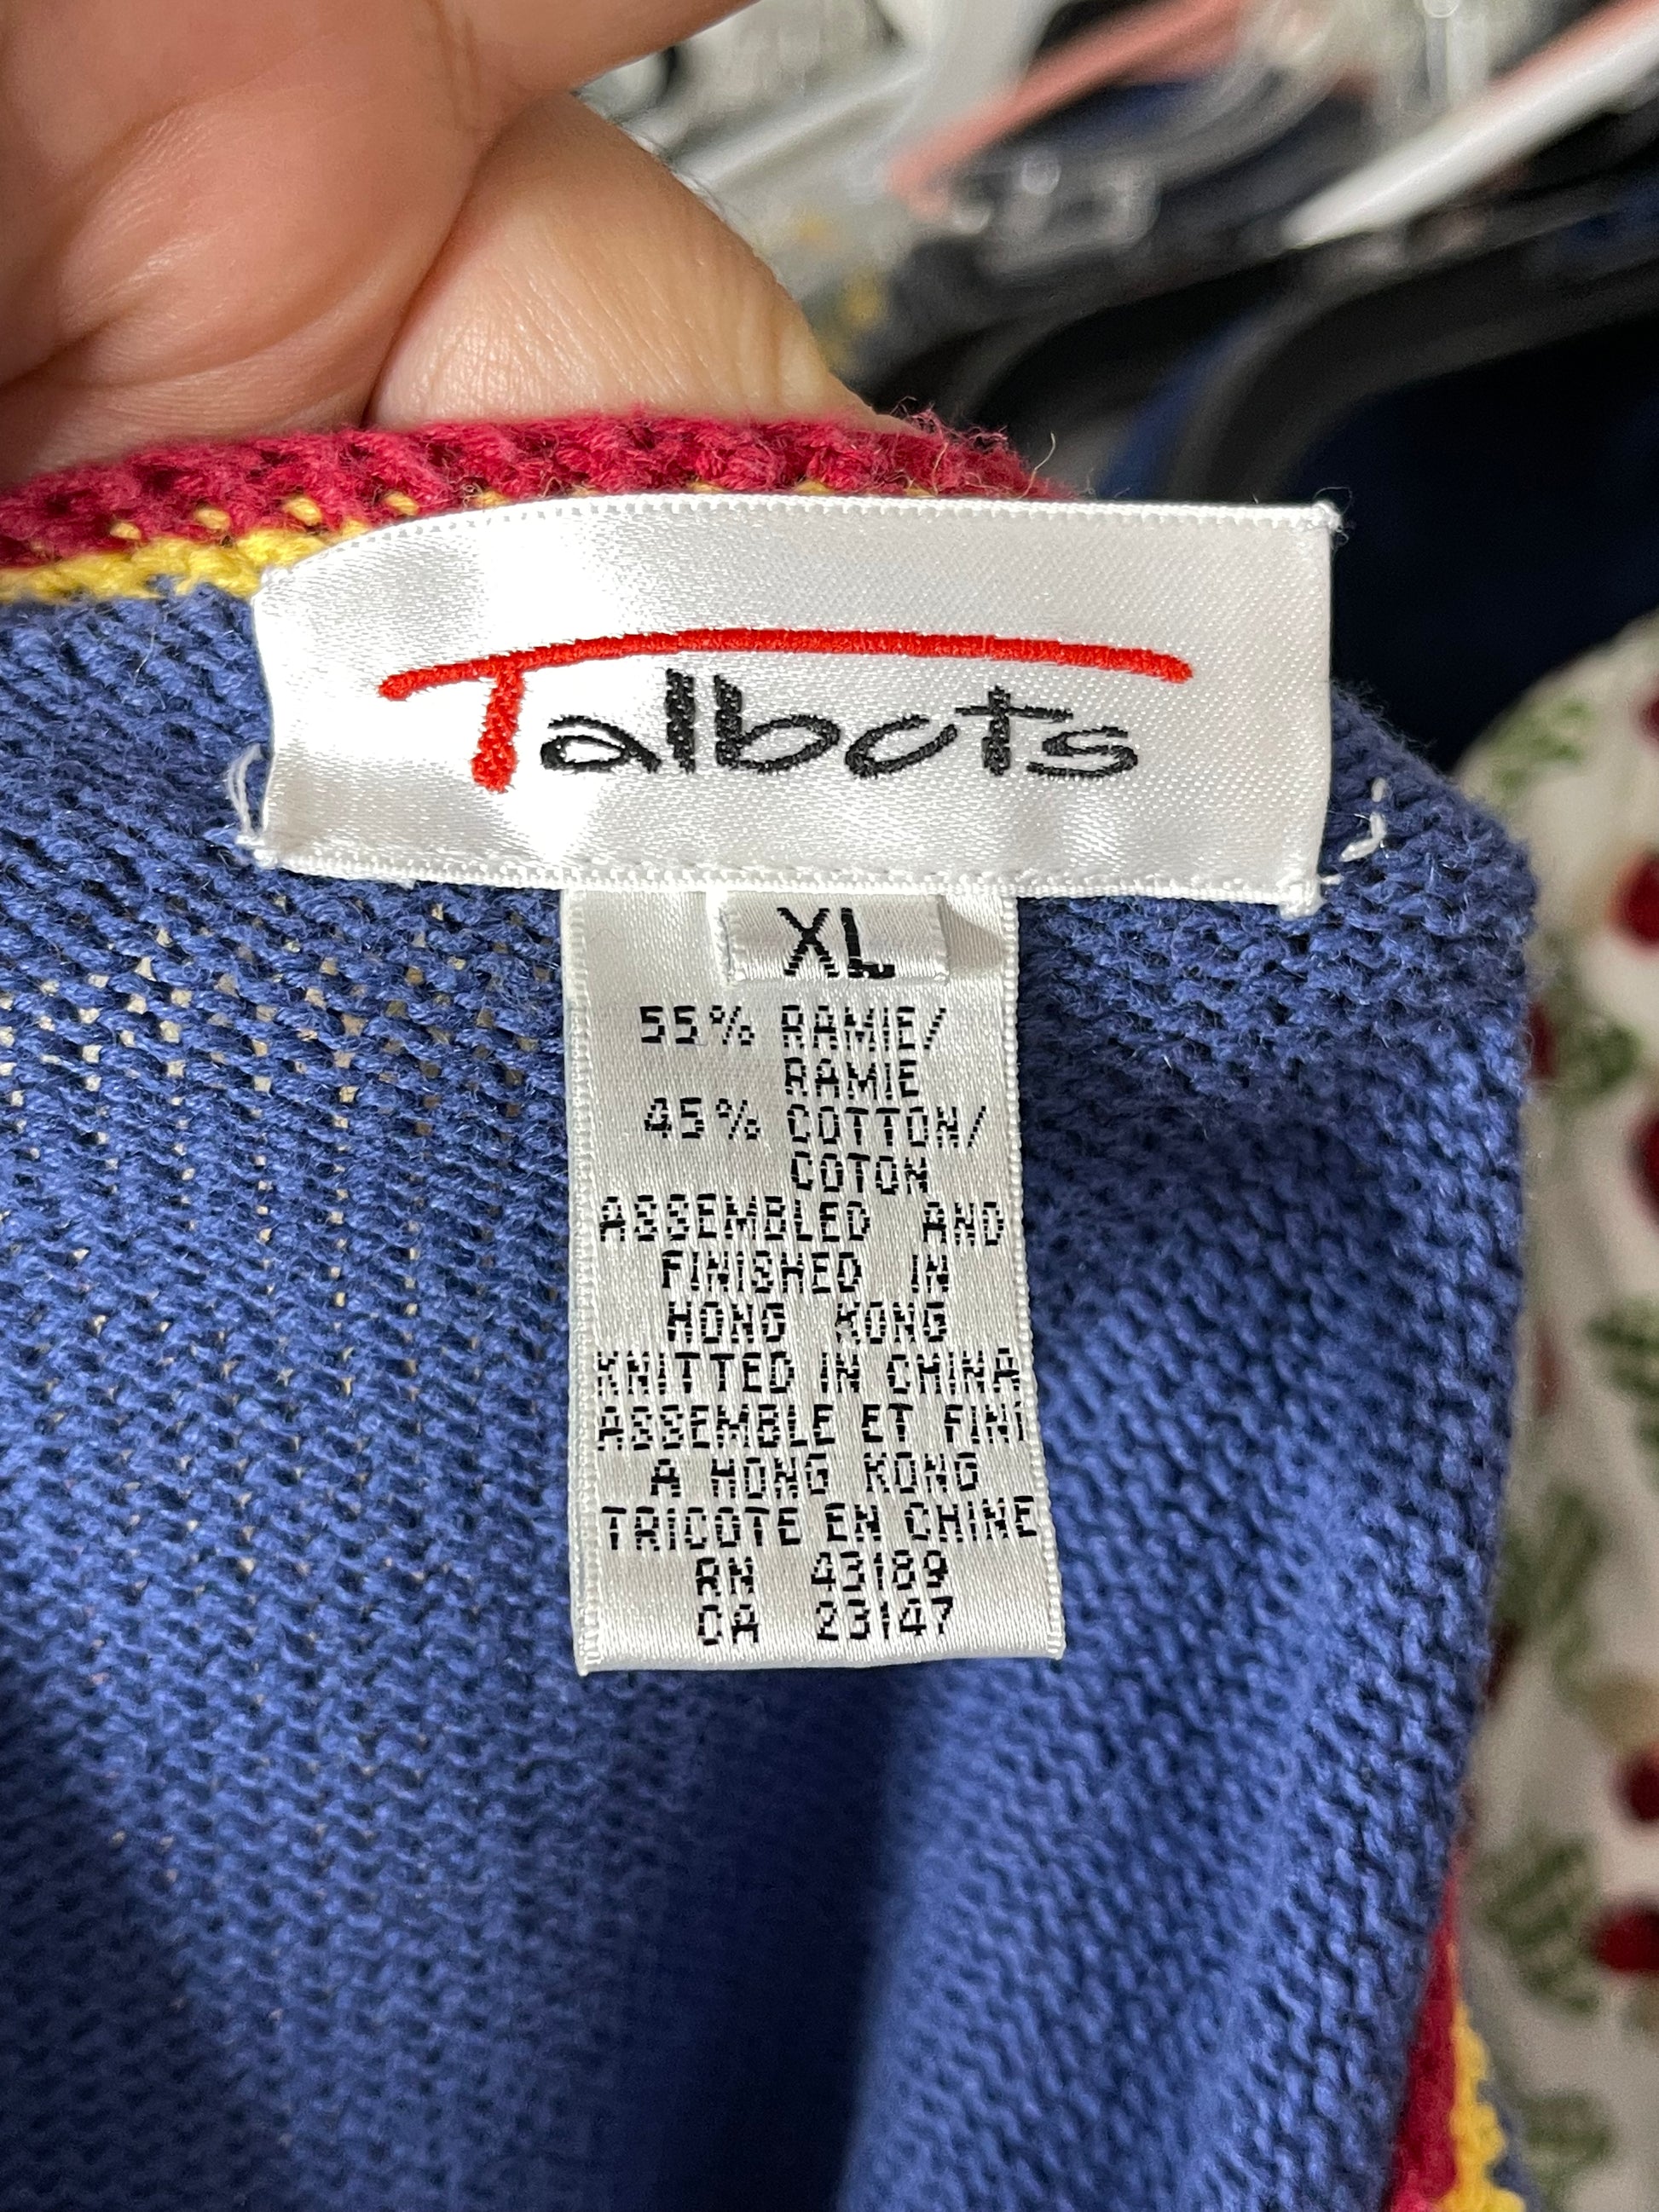 Talbots
XL
55% RAMIE/
RAMIE
45% COTTON/
COTON
ASSEMBLED AND
FINISHED IN
HONG KONG
KNITTED IN CHINA
ASSEMBLE ET FINI
A HONG KONG
TRICOTE EN CHINE
RN 43189
CA 23147